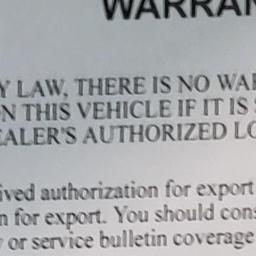 WARRAN
Y LAW, THERE IS NO WAR
N THIS VEHICLE IF IT IS S
EALER'S AUTHORIZED LO
ived authorization for export
n for export. You should cons
or service bulletin coverage